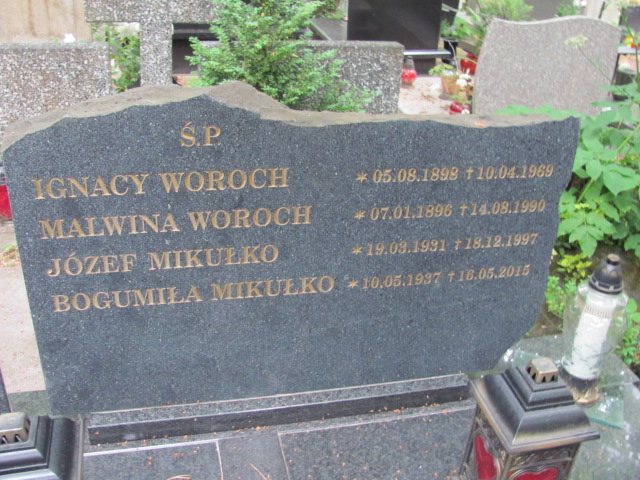 Ś.P.
IGNACY WOROCH * 05.08.1898 † 10.04.1969
MALWINA WOROCH * 07.01.1896 † 14.08.1990
JÓZEF MIKUŁKO * 19.03.1931 † 18.12.1997
BOGUMIŁA MIKUŁKO * 10.05.1937 † 16.05.2015